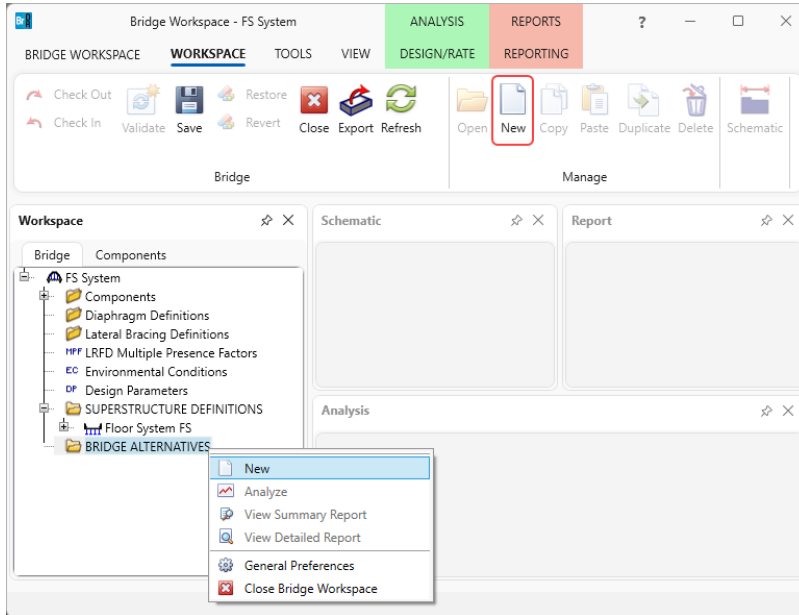 Br
Bridge Workspace - FS System
ANALYSIS
REPORTS
?
BRIDGE WORKSPACE
WORKSPACE
TOOLS
VIEW
DESIGN/RATE
REPORTING
Check Out
Check In
Validate
Save
Restore
Revert
Close
Export
Refresh
Open
New
Copy
Paste
Duplicate
Delete
Schematic
Bridge
Manage
Workspace
Schematic
Report
Bridge
Components
FS System
Components
Diaphragm Definitions
Lateral Bracing Definitions
MPF LRFD Multiple Presence Factors
EC Environmental Conditions
DP Design Parameters
SUPERSTRUCTURE DEFINITIONS
Floor System FS
BRIDGE ALTERNATIVES
Analysis
New
Analyze
View Summary Report
View Detailed Report
General Preferences
Close Bridge Workspace